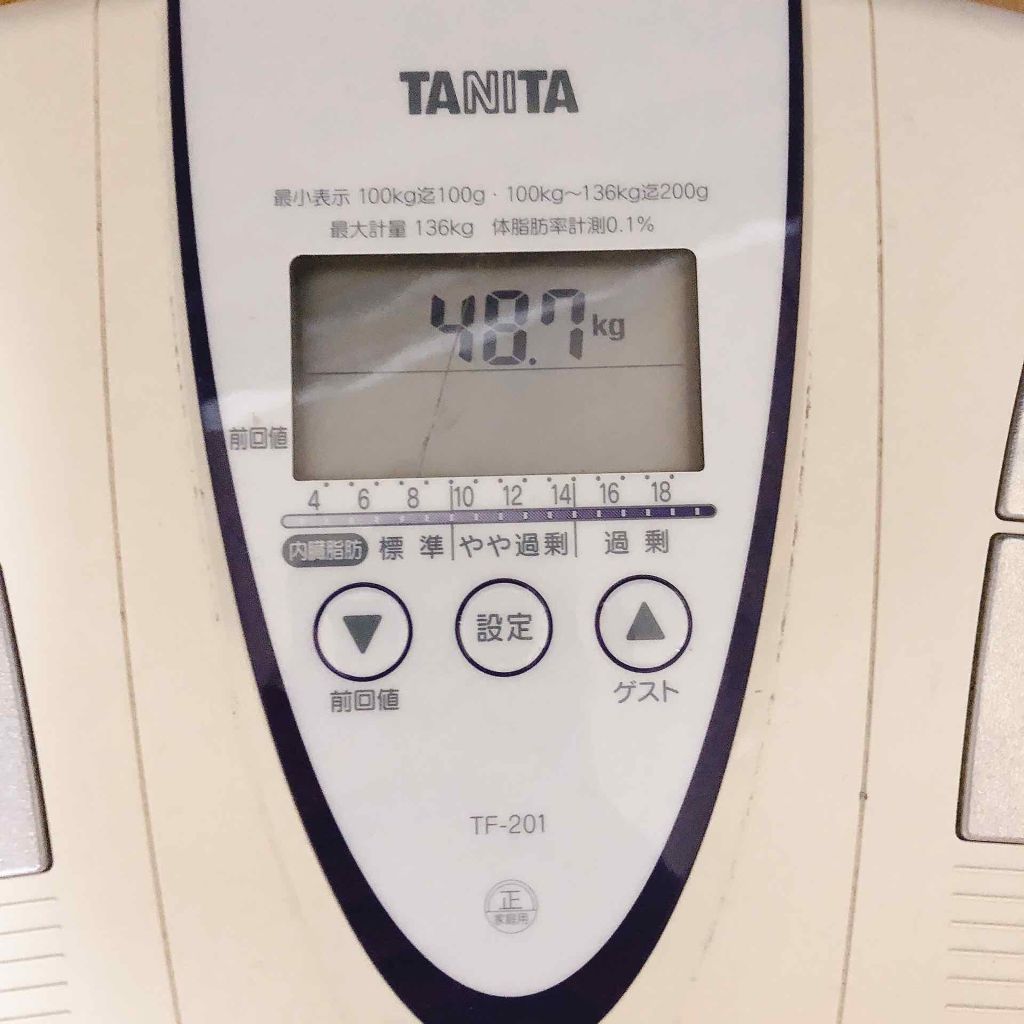 TANITA
最小表示 100kg迄100g・100kg～136kg迄200g
最大計量 136kg 体脂肪率計測0.1%
48.7kg
前回値
4 6 8 10 12 14 16 18
内臓脂肪 標準 やや過剰 過剰
設定
前回値 ゲスト
TF-201
正
家庭用